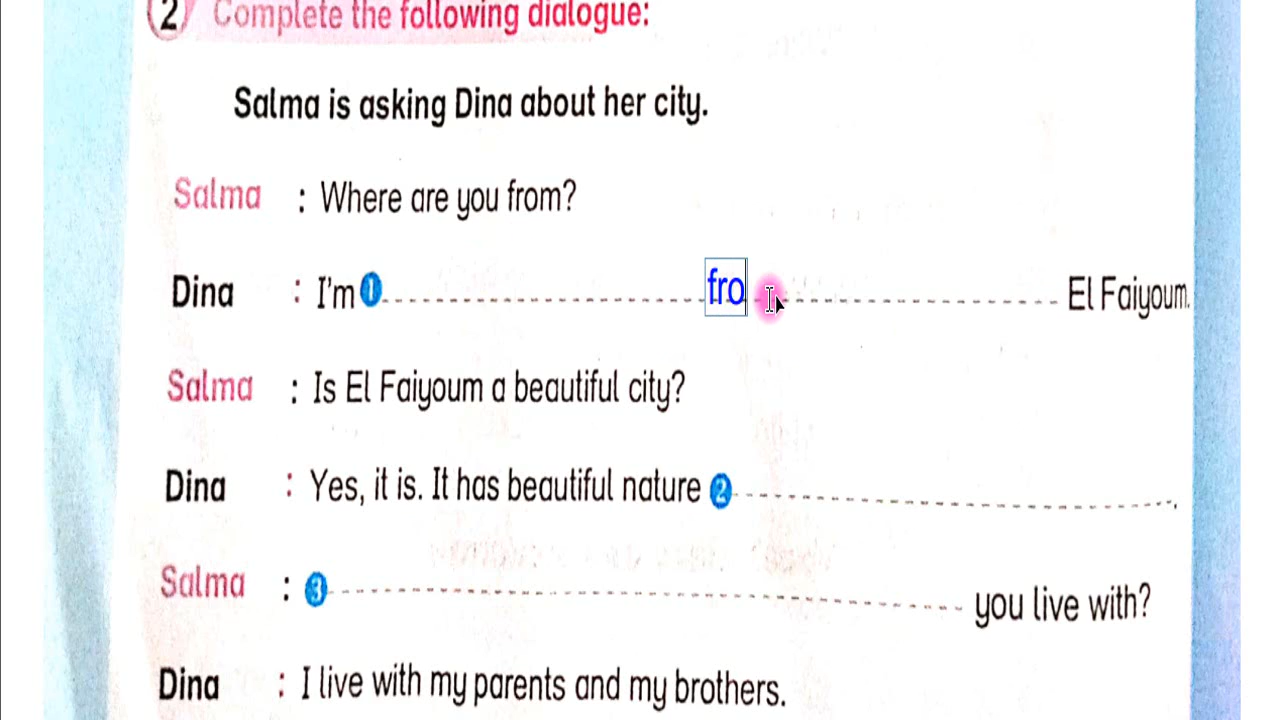 2 Complete the following dialogue:
Salma is asking Dina about her city.
Salma : Where are you from?
Dina : I'm 1 ........ fro ........ El Faiyoum.
Salma : Is El Faiyoum a beautiful city?
Dina : Yes, it is. It has beautiful nature 2 ........ .
Salma : 3 ........ you live with?
Dina : I live with my parents and my brothers.